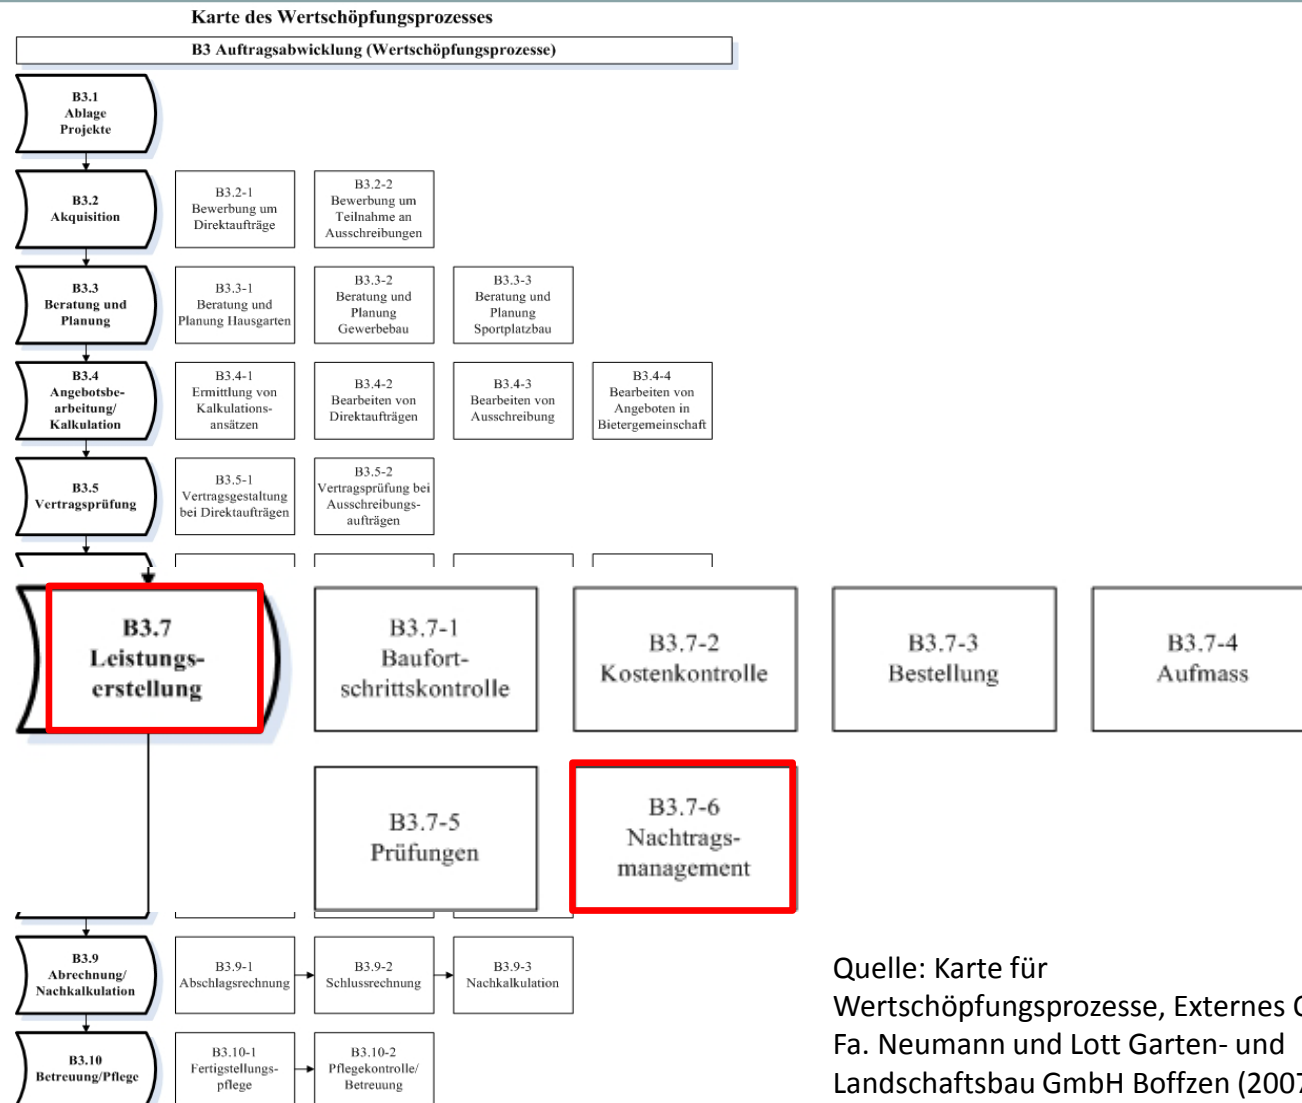 Karte des Wertschöpfungsprozesses
B3 Auftragsabwicklung (Wertschöpfungsprozesse)
B3.1
Ablage
Projekte
B3.2
Akquisition
B3.2-1
Bewerbung um
Direktaufträge
B3.2-2
Bewerbung um
Teilnahme an
Ausschreibungen
B3.3
Beratung und
Planung
B3.3-1
Beratung und
Planung Hausgarten
B3.3-2
Beratung und
Planung
Gewerbebau
B3.3-3
Beratung und
Planung
Sportplatzbau
B3.4
Angebotsbe-
arbeitung/
Kalkulation
B3.4-1
Ermittlung von
Kalkulations-
ansätzen
B3.4-2
Bearbeiten von
Direktaufträgen
B3.4-3
Bearbeiten von
Ausschreibung
B3.4-4
Bearbeiten von
Angeboten in
Bietergemeinschaft
B3.5
Vertragsprüfung
B3.5-1
Vertragsgestaltung
bei Direktaufträgen
B3.5-2
Vertragsprüfung bei
Ausschreibungs-
aufträgen
B3.7
Leistungs-
erstellung
B3.7-1
Baufort-
schrittskontrolle
B3.7-2
Kostenkontrolle
B3.7-3
Bestellung
B3.7-4
Aufmass
B3.7-5
Prüfungen
B3.7-6
Nachtrags-
management
B3.9
Abrechnung/
Nachkalkulation
B3.9-1
Abschlagsrechnung
B3.9-2
Schlussrechnung
B3.9-3
Nachkalkulation
B3.10
Betreuung/Pflege
B3.10-1
Fertigstellungs-
pflege
B3.10-2
Pflegekontrolle/
Betreuung
Quelle: Karte für
Wertschöpfungsprozesse, Externes
Fa. Neumann und Lott Garten- und
Landschaftsbau GmbH Boffzen (2007